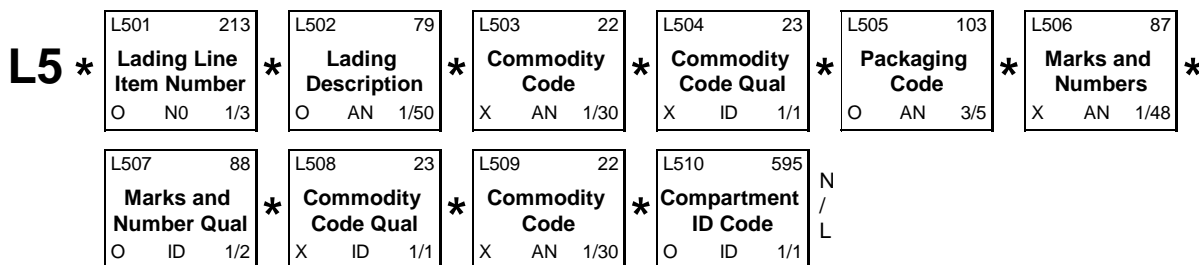 L5 *
L501 213
Lading Line
Item Number
O N0 1/3
*
L502 79
Lading
Description
O AN 1/50
*
L503 22
Commodity
Code
X AN 1/30
*
L504 23
Commodity
Code Qual
X ID 1/1
*
L505 103
Packaging
Code
O AN 3/5
*
L506 87
Marks and
Numbers
X AN 1/48
*
L507 88
Marks and
Number Qual
O ID 1/2
*
L508 23
Commodity
Code Qual
X ID 1/1
*
L509 22
Commodity
Code
X AN 1/30
*
L510 595
Compartment
ID Code
O ID 1/1
N
/
L